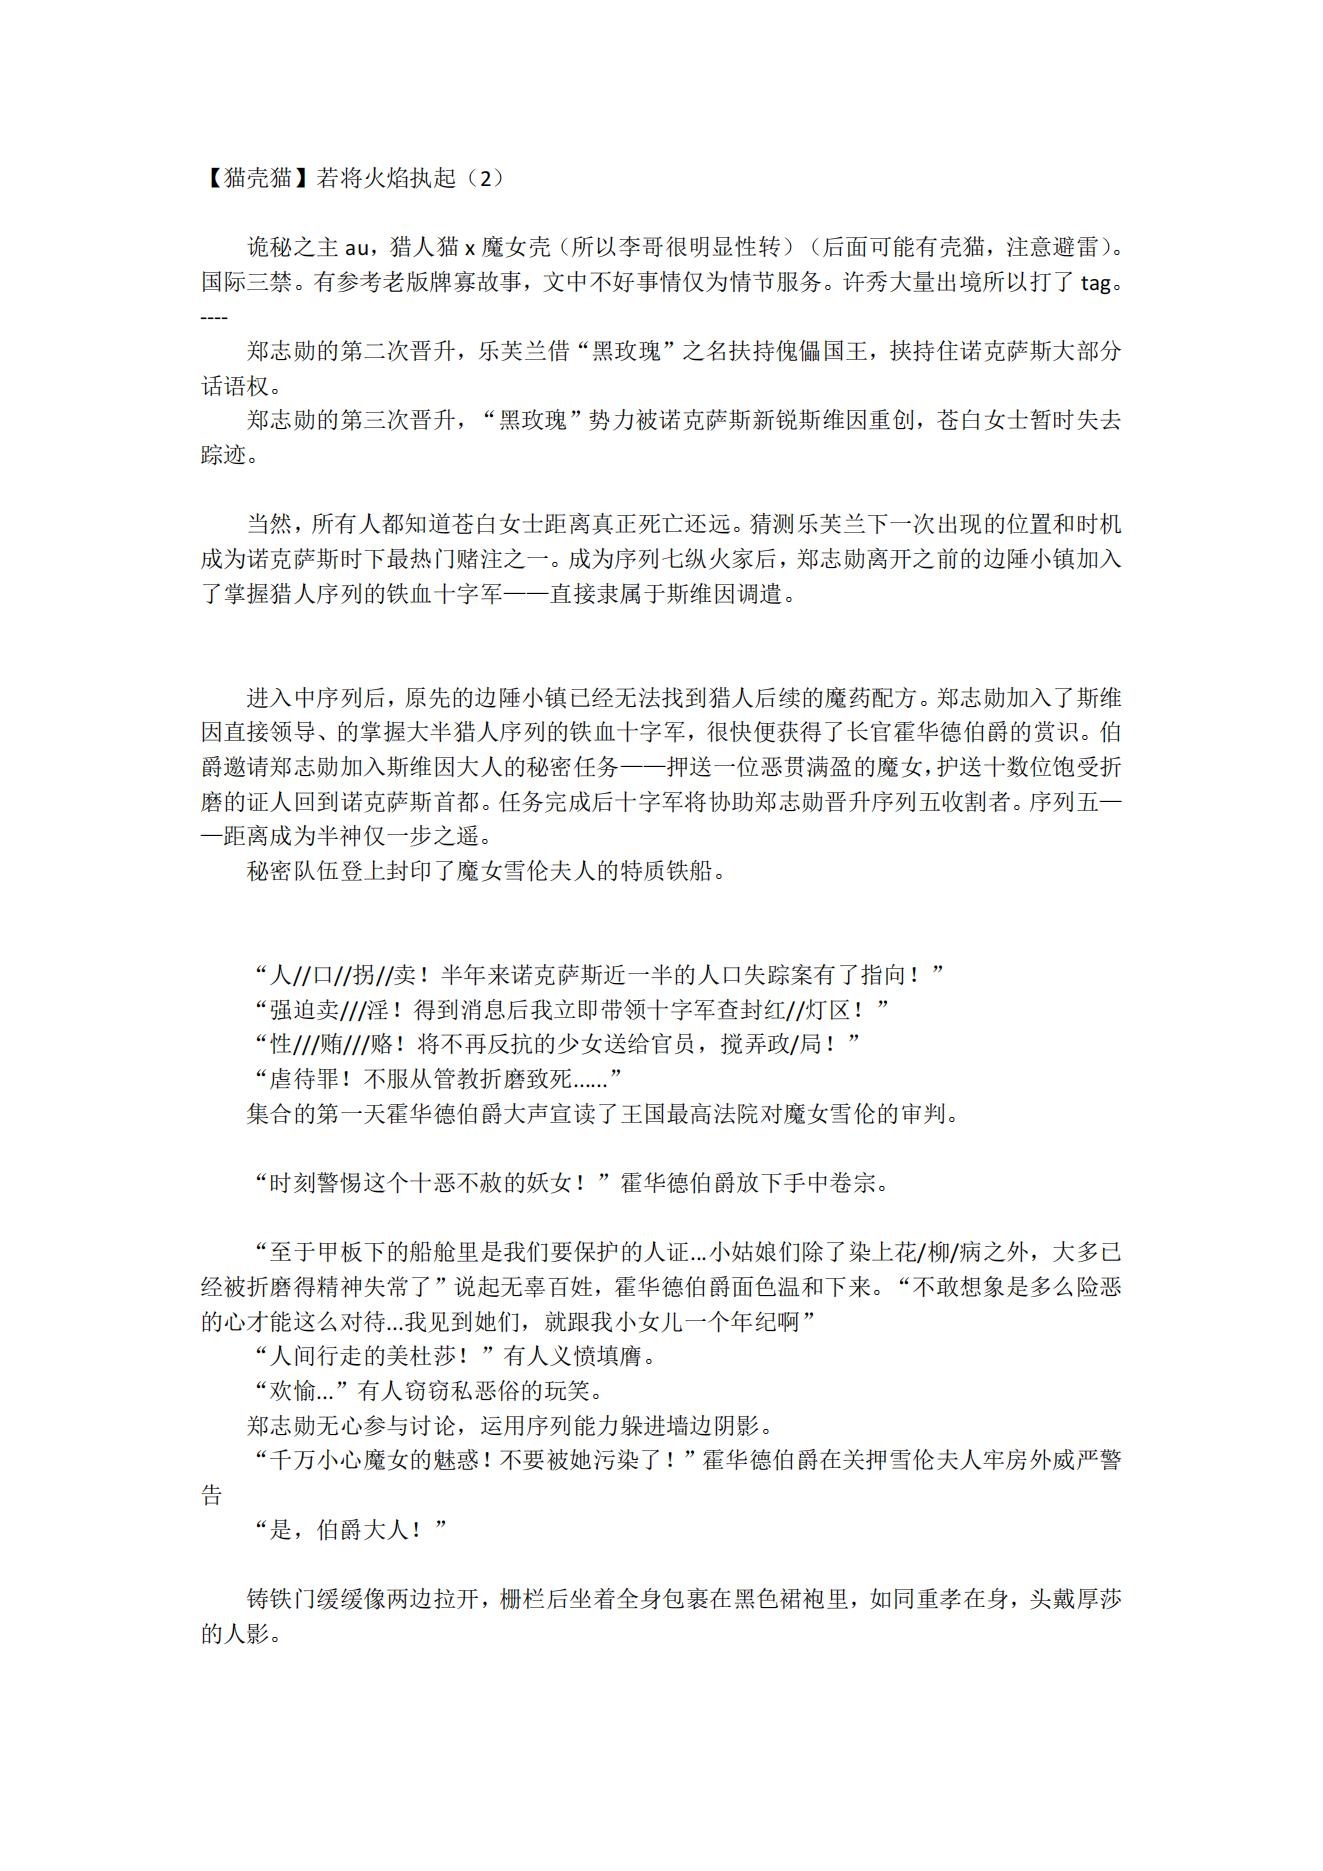 【猫壳猫】若将火焰执起（2）
诡秘之主 au，猎人猫 x 魔女壳（所以李哥很明显性转）（后面可能有壳猫，注意避雷）。
国际三禁。有参考老版牌寡故事，文中不好事情仅为情节服务。许秀大量出境所以打了 tag。
----
郑志勋的第二次晋升，乐芙兰借“黑玫瑰”之名扶持傀儡国王，挟持住诺克萨斯大部分
话语权。
郑志勋的第三次晋升，“黑玫瑰”势力被诺克萨斯新锐斯维因重创，苍白女士暂时失去
踪迹。
当然，所有人都知道苍白女士距离真正死亡还远。猜测乐芙兰下一次出现的位置和时机
成为诺克萨斯时下最热门赌注之一。成为序列七纵火家后，郑志勋离开之前的边陲小镇加入
了掌握猎人序列的铁血十字军——直接隶属于斯维因调遣。
进入中序列后，原先的边陲小镇已经无法找到猎人后续的魔药配方。郑志勋加入了斯维
因直接领导、的掌握大半猎人序列的铁血十字军，很快便获得了长官霍华德伯爵的赏识。伯
爵邀请郑志勋加入斯维因大人的秘密任务——押送一位恶贯满盈的魔女，护送十数位饱受折
磨的证人回到诺克萨斯首都。任务完成后十字军将协助郑志勋晋升序列五收割者。序列五—
—距离成为半神仅一步之遥。
秘密队伍登上封印了魔女雪伦夫人的特质铁船。
“人//口//拐//卖！半年来诺克萨斯近一半的人口失踪案有了指向！”
“强迫卖///淫！得到消息后我立即带领十字军查封红//灯区！”
“性///贿///赂！将不再反抗的少女送给官员，搅弄政/局！”
“虐待罪！不服从管教折磨致死……”
集合的第一天霍华德伯爵大声宣读了王国最高法院对魔女雪伦的审判。
“时刻警惕这个十恶不赦的妖女！”霍华德伯爵放下手中卷宗。
“至于甲板下的船舱里是我们要保护的人证…小姑娘们除了染上花/柳/病之外，大多已
经被折磨得精神失常了”说起无辜百姓，霍华德伯爵面色温和下来。“不敢想象是多么险恶
的心才能这么对待…我见到她们，就跟我小女儿一个年纪啊”
“人间行走的美杜莎！”有人义愤填膺。
“欢愉…”有人窃窃私恶俗的玩笑。
郑志勋无心参与讨论，运用序列能力躲进墙边阴影。
“千万小心魔女的魅惑！不要被她污染了！”霍华德伯爵在关押雪伦夫人牢房外威严警
告
“是，伯爵大人！”
铸铁门缓缓像两边拉开，栅栏后坐着全身包裹在黑色裙袍里，如同重孝在身，头戴厚莎
的人影。